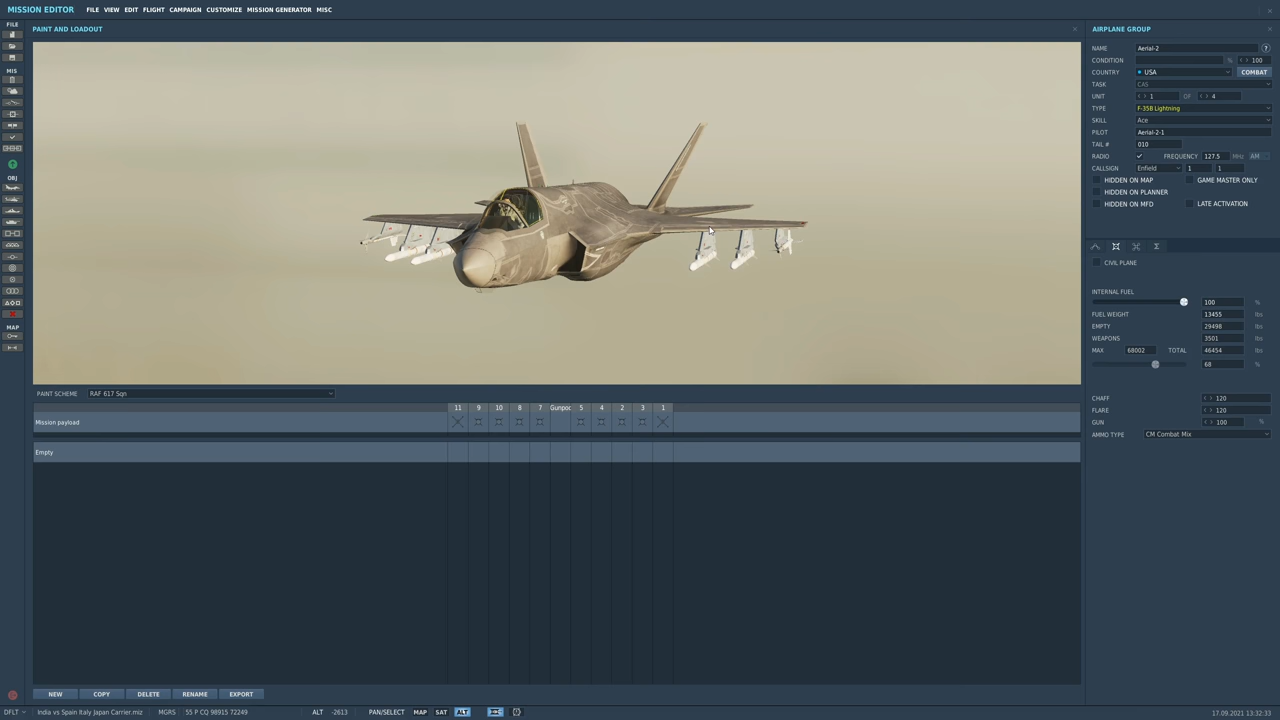 MISSION EDITOR FILE VIEW EDIT FLIGHT CAMPAIGN CUSTOMIZE MISSION GENERATOR MISC
FILE
PAINT AND LOADOUT
AIRPLANE GROUP
NAME Aerial-2 ?
CONDITION % < > 100
COUNTRY USA COMBAT
MIS
TASK CAS
UNIT < > 1 OF < > 4
TYPE F-35B Lightning
SKILL Ace
PILOT Aerial-2-1
TAIL # 010
RADIO FREQUENCY 127.5 MHz AM
CALLSIGN Enfield 1 1
HIDDEN ON MAP GAME MASTER ONLY
OBJ
HIDDEN ON PLANNER
HIDDEN ON MFD LATE ACTIVATION
CIVIL PLANE
INTERNAL FUEL
100 %
FUEL WEIGHT 13455 lbs
EMPTY 29498 lbs
MAP
WEAPONS 3501 lbs
MAX 68002 TOTAL 46454 lbs
68 %
PAINT SCHEME RAF 617 Sqn
CHAFF < > 120
11 9 10 8 7 Gunpod 5 4 2 3 1
FLARE < > 120
Mission payload
GUN < > 100 %
AMMO TYPE CM Combat Mix
Empty
NEW COPY DELETE RENAME EXPORT
DFLT India vs Spain Italy Japan Carrier.miz MGRS 55 P CQ 98915 72249 ALT -2613 PAN/SELECT MAP SAT ALT 17.09.2021 13:32:33